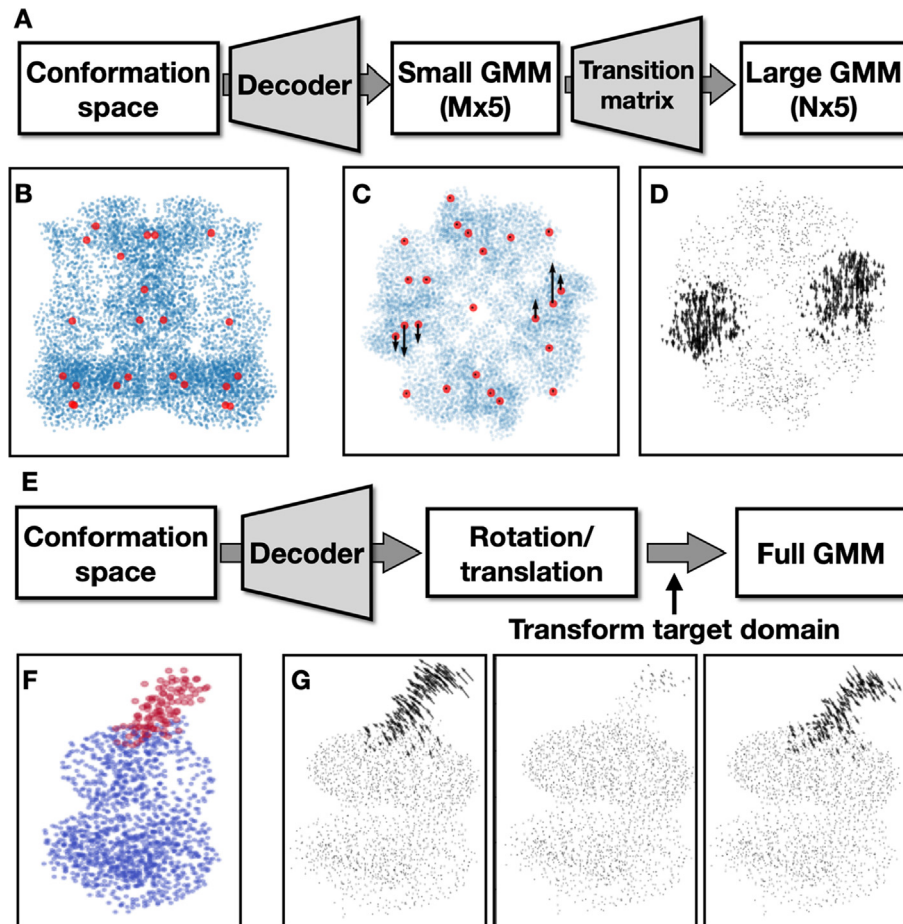 A
Conformation
space
Decoder
Small GMM
(Mx5)
Transition
matrix
Large GMM
(Nx5)
B
C
D
E
Conformation
space
Decoder
Rotation/
translation
Full GMM
Transform target domain
F
G